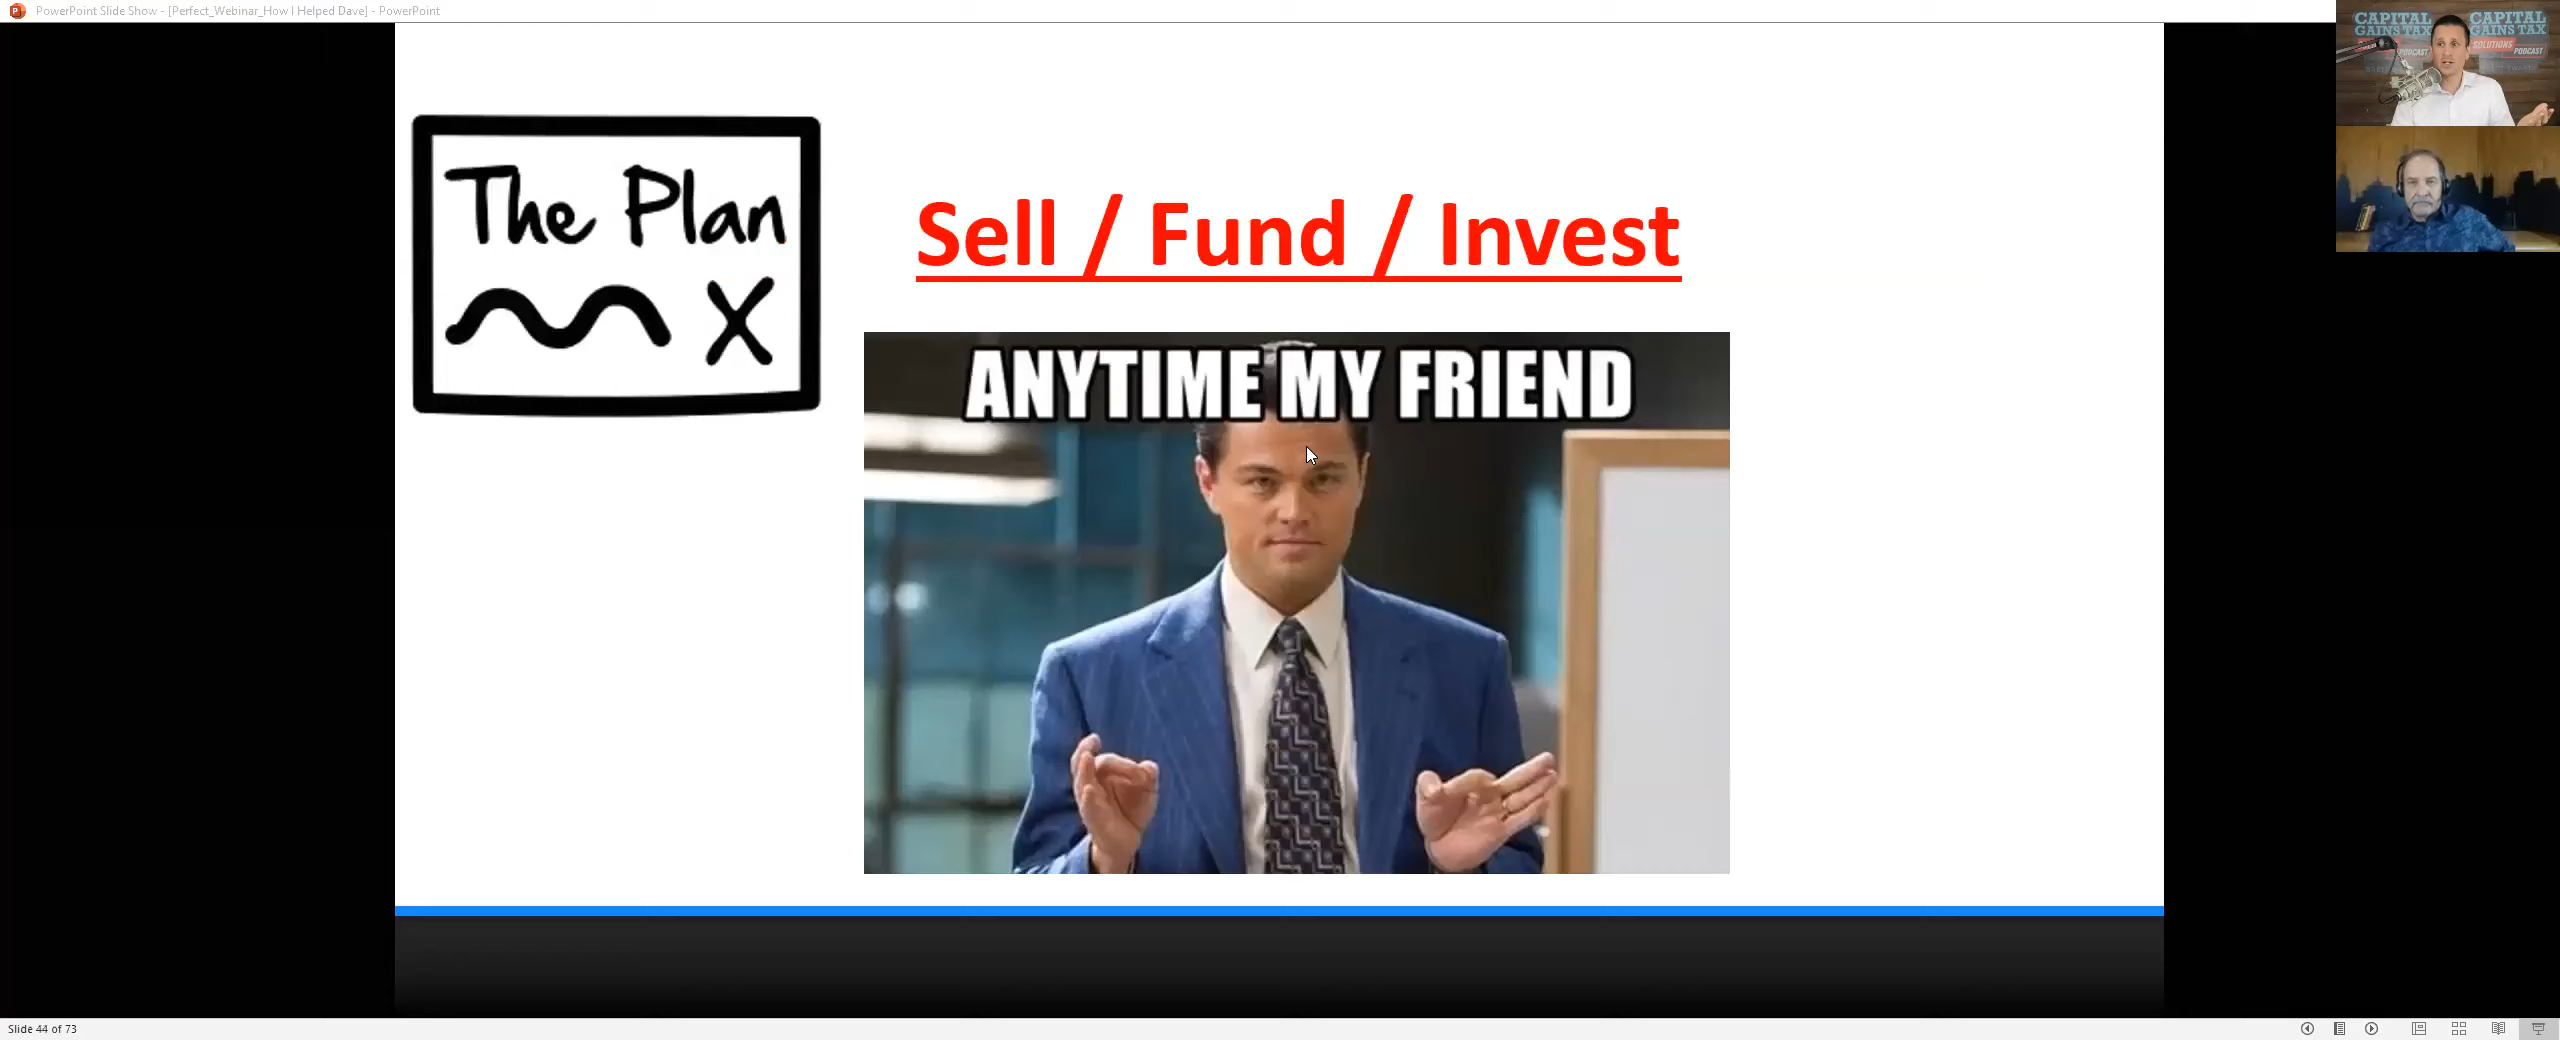 PowerPoint Slide Show - [Perfect_Webinar_How I Helped Dave] - PowerPoint
CAPITAL GAINS TAX
PODCAST
CAPITAL GAINS TAX
SOLUTIONS
PODCAST
The Plan
X
Sell / Fund / Invest
ANYTIME MY FRIEND
Slide 44 of 73